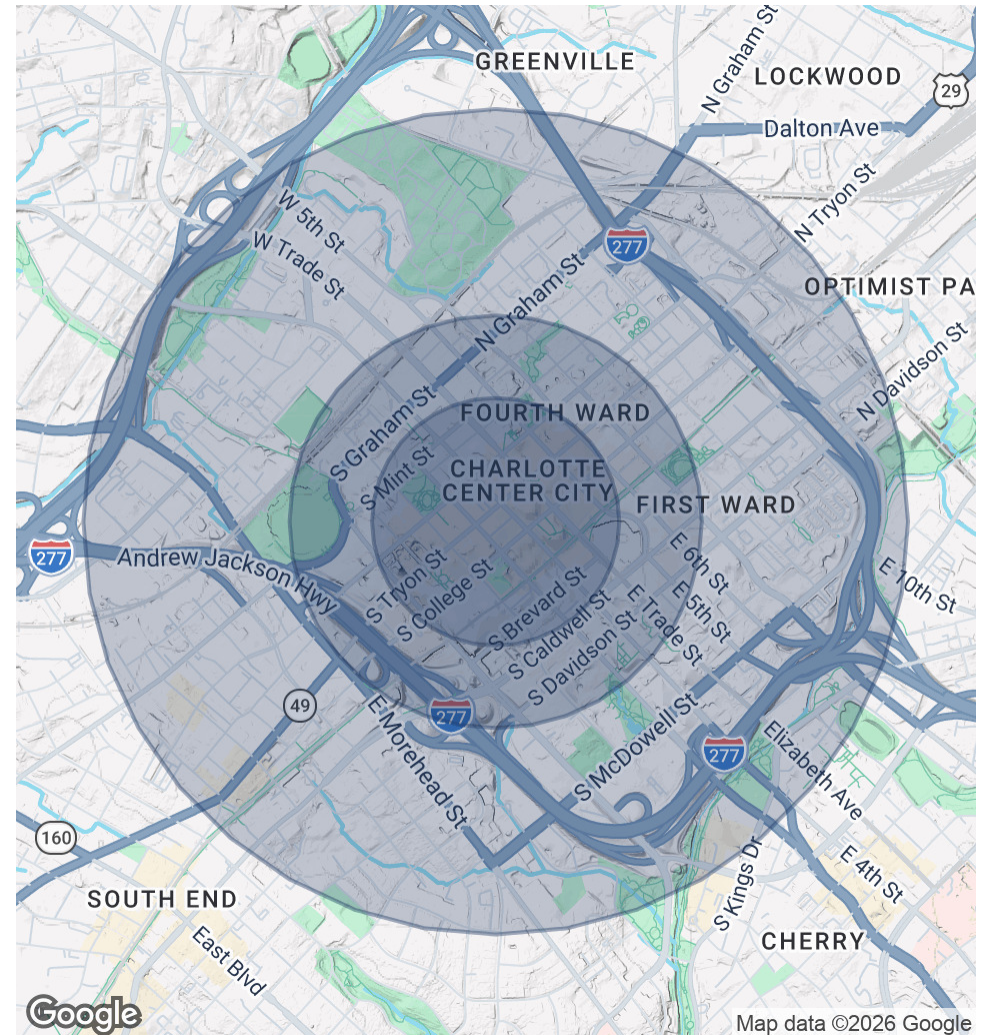 GREENVILLE
N Graham St
LOCKWOOD
29
Dalton Ave
N Tryon St
W 5th St
W Trade St
277
OPTIMIST PA
N Graham St
N Davidson St
S Graham St
FOURTH WARD
S Mint St
CHARLOTTE
CENTER CITY
FIRST WARD
277
Andrew Jackson Hwy
S Tryon St
S College St
E 6th St
E 5th St
E Trade St
E 10th St
S Brevard St
S Caldwell St
S Davidson St
49
277
E Morehead St
S McDowell St
277
Elizabeth Ave
160
E 4th St
S Kings Dr
SOUTH END
East Blvd
CHERRY
Google
Map data ©2026 Google